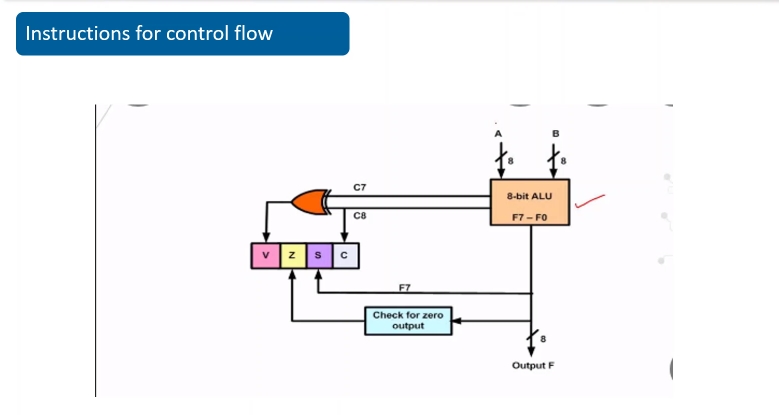 Instructions for control flow
A
B
8
8
8-bit ALU
F7 – F0
C7
C8
V
Z
S
C
F7
Check for zero
output
8
Output F